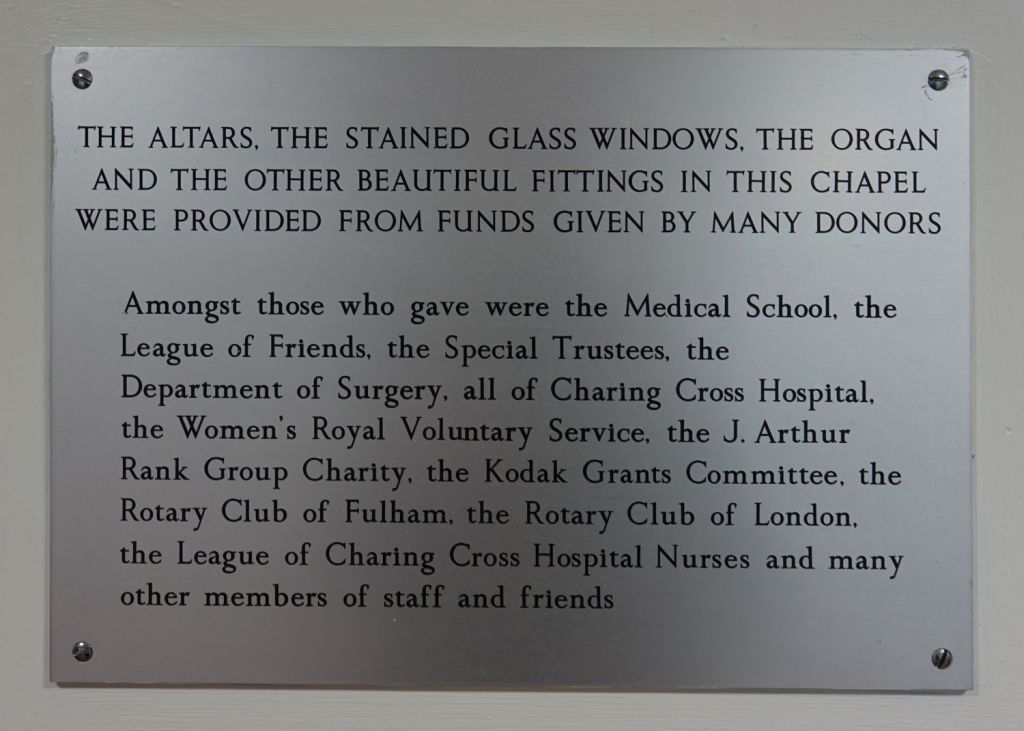 THE ALTARS, THE STAINED GLASS WINDOWS, THE ORGAN
AND THE OTHER BEAUTIFUL FITTINGS IN THIS CHAPEL
WERE PROVIDED FROM FUNDS GIVEN BY MANY DONORS
Amongst those who gave were the Medical School, the
League of Friends, the Special Trustees, the
Department of Surgery, all of Charing Cross Hospital,
the Women's Royal Voluntary Service, the J. Arthur
Rank Group Charity, the Kodak Grants Committee, the
Rotary Club of Fulham, the Rotary Club of London,
the League of Charing Cross Hospital Nurses and many
other members of staff and friends